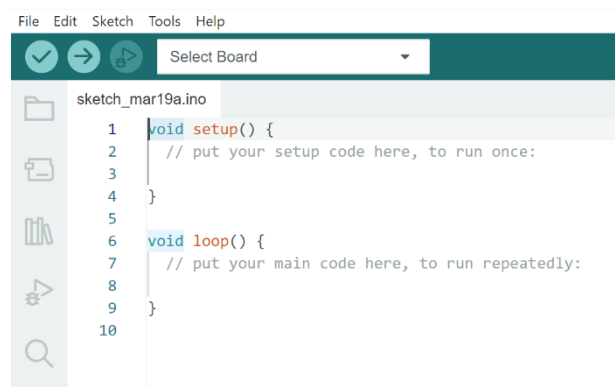 File Edit Sketch Tools Help
Select Board
sketch_mar19a.ino
1 void setup() {
2 // put your setup code here, to run once:
3
4 }
5
6 void loop() {
7 // put your main code here, to run repeatedly:
8
9 }
10